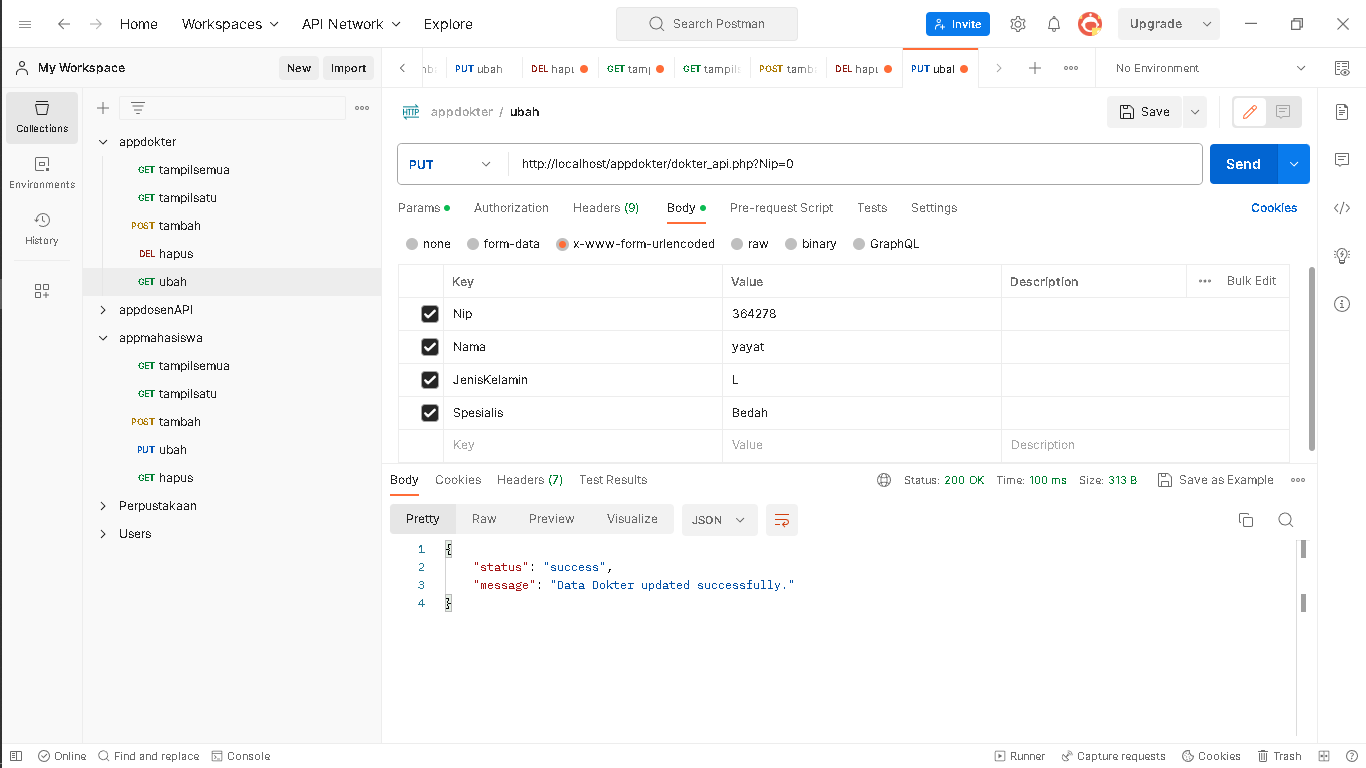 Home Workspaces API Network Explore Search Postman Invite Upgrade
My Workspace New Import PUT ubah DEL GET GET POST DEL PUT No Environment
Collections
Environments
History
appdokter
GET tampilsemua
GET tampilsatu
POST tambah
DEL hapus
GET ubah
appdosenAPI
appmahasiswa
GET tampilsemua
GET tampilsatu
POST tambah
PUT ubah
GET hapus
Perpustakaan
Users
HTTP appdokter / ubah Save
PUT http://localhost/appdokter/dokter_api.php?Nip=0 Send
Params Authorization Headers (9) Body Pre-request Script Tests Settings Cookies
none form-data x-www-form-urlencoded raw binary GraphQL
Key Value Description Bulk Edit
Nip 364278
Nama yayat
JenisKelamin L
Spesialis Bedah
Key Value Description
Body Cookies Headers (7) Test Results Status: 200 OK Time: 100 ms Size: 313 B Save as Example
Pretty Raw Preview Visualize JSON
1 {
2 "status": "success",
3 "message": "Data Dokter updated successfully."
4 }
Online Find and replace Console Runner Capture requests Cookies Trash